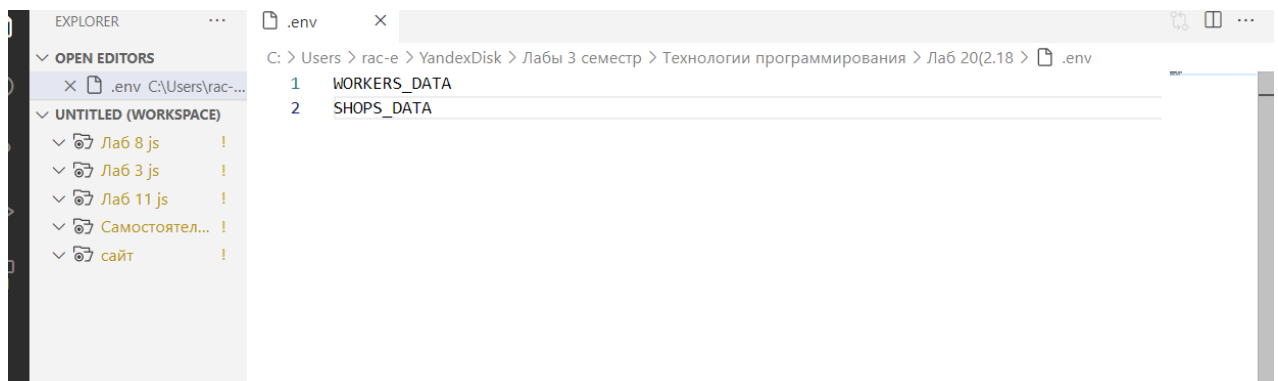 EXPLORER ...
OPEN EDITORS
.env C:\Users\rac-...
UNTITLED (WORKSPACE)
Лаб 8 js !
Лаб 3 js !
Лаб 11 js !
Самостоятел... !
сайт !
.env
C: > Users > rac-e > YandexDisk > Лабы 3 семестр > Технологии программирования > Лаб 20(2.18 > .env
1 WORKERS_DATA
2 SHOPS_DATA